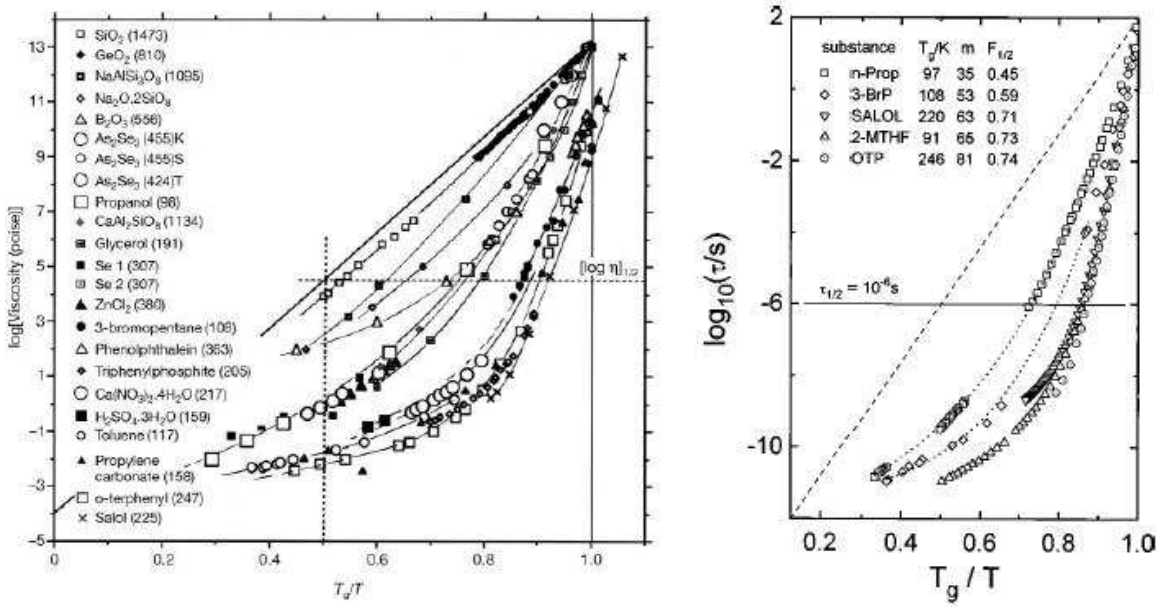 SiO₂ (1473)
GeO₂ (810)
NaAlSi₃O₈ (1095)
Na₂O.2SiO₈
B₂O₃ (556)
As₂Se₃ (455)K
As₂Se₃ (455)S
As₂Se₃ (424)T
Propanol (98)
CaAl₂SiO₈ (1134)
Glycerol (191)
Se 1 (307)
Se 2 (307)
ZnCl₂ (380)
3-bromopentane (108)
Phenolphthalein (363)
Triphenylphosphite (205)
Ca(NO₃)₂.4H₂O (217)
H₂SO₄.3H₂O (159)
Toluene (117)
Propylene
carbonate (158)
o-terphenyl (247)
Salol (225)
[log η]₁/₂
log[Viscosity (poise)]
13
11
9
7
5
3
1
−1
−3
−5
0
0.2
0.4
0.6
0.8
1.0
Tg/T
substance Tg/K m F₁/₂
n-Prop 97 35 0.45
3-BrP 108 53 0.59
SALOL 220 63 0.71
2-MTHF 91 65 0.73
OTP 246 81 0.74
τ₁/₂ = 10⁻⁶s
log₁₀(τ/s)
2
-2
-6
-10
0.2 0.4 0.6 0.8 1.0
Tg / T